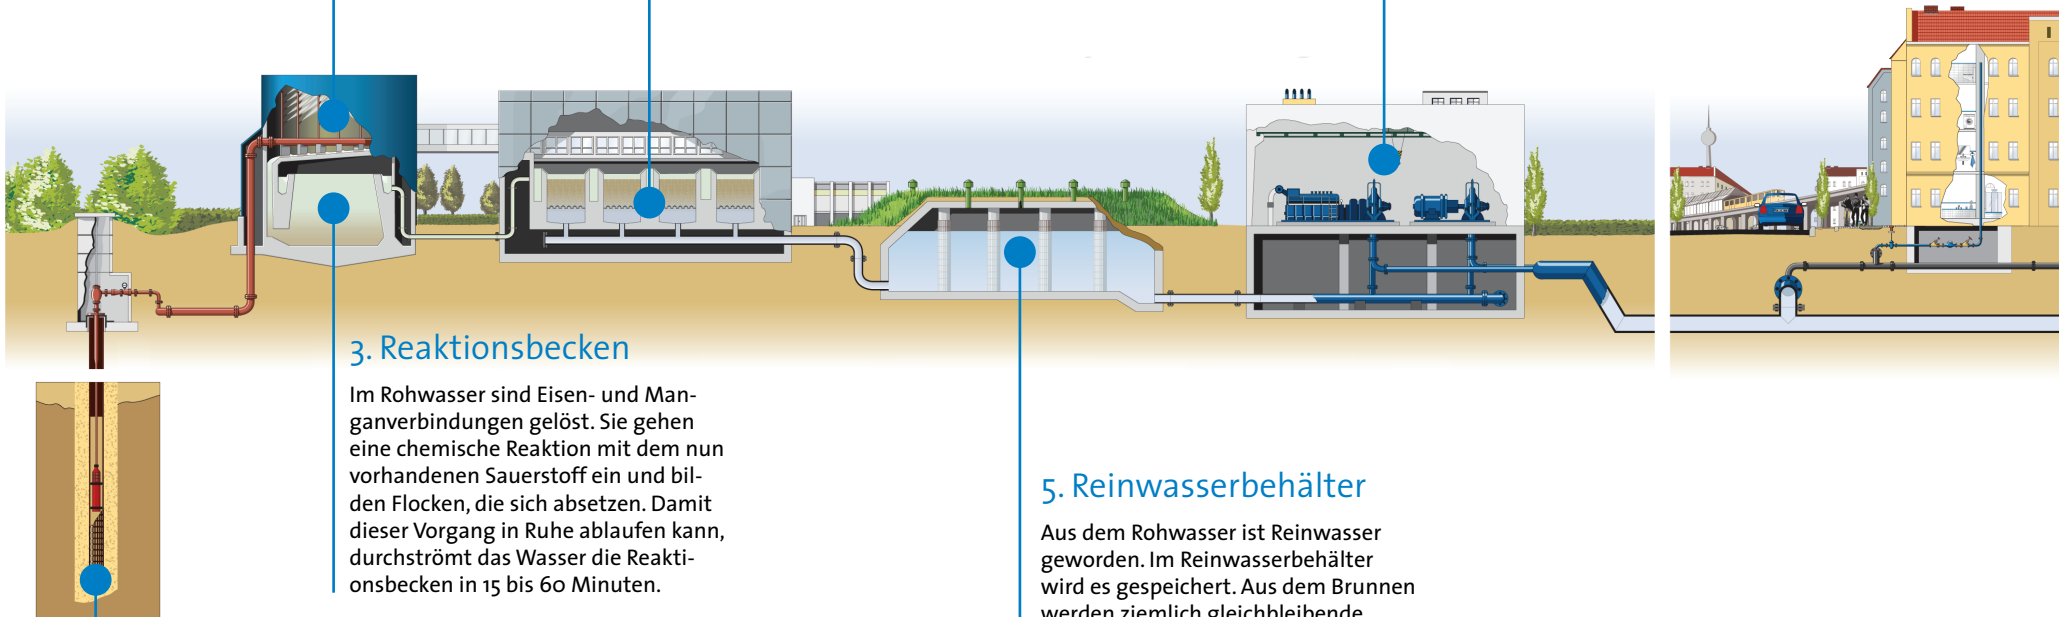 3. Reaktionsbecken
Im Rohwasser sind Eisen- und Man-
ganverbindungen gelöst. Sie gehen
eine chemische Reaktion mit dem nun
vorhandenen Sauerstoff ein und bil-
den Flocken, die sich absetzen. Damit
dieser Vorgang in Ruhe ablaufen kann,
durchströmt das Wasser die Reakti-
onsbecken in 15 bis 60 Minuten.
5. Reinwasserbehälter
Aus dem Rohwasser ist Reinwasser
geworden. Im Reinwasserbehälter
wird es gespeichert. Aus dem Brunnen
werden ziemlich gleichbleibende